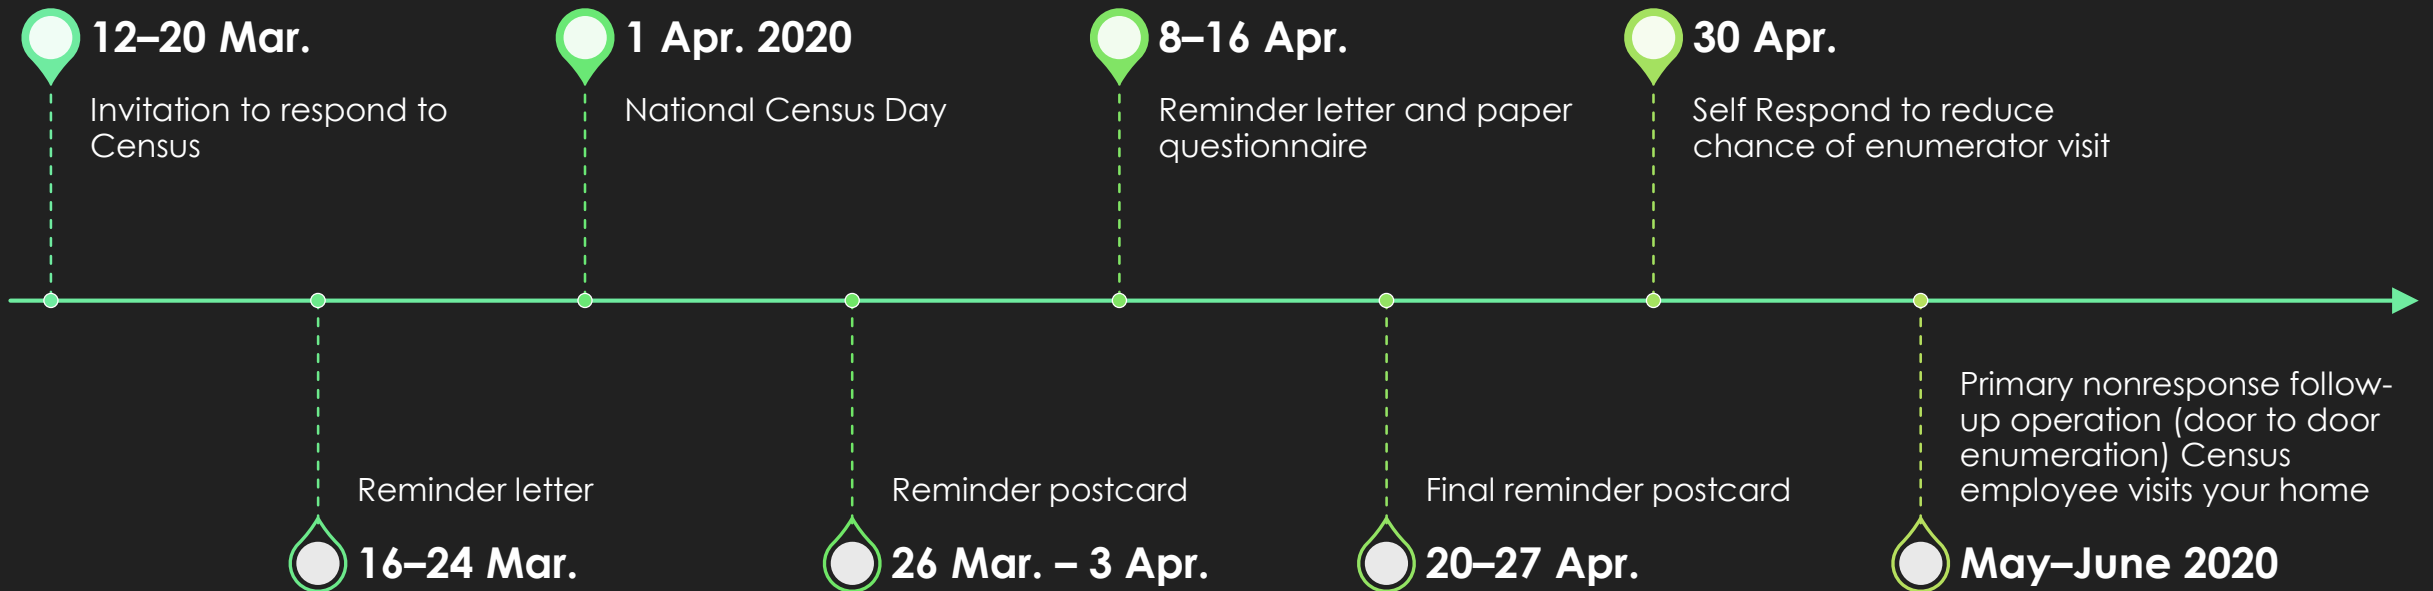 12–20 Mar.
Invitation to respond to
Census
16–24 Mar.
Reminder letter
1 Apr. 2020
National Census Day
26 Mar. – 3 Apr.
Reminder postcard
8–16 Apr.
Reminder letter and paper
questionnaire
20–27 Apr.
Final reminder postcard
30 Apr.
Self Respond to reduce
chance of enumerator visit
Primary nonresponse follow-
up operation (door to door
enumeration) Census
employee visits your home
May–June 2020